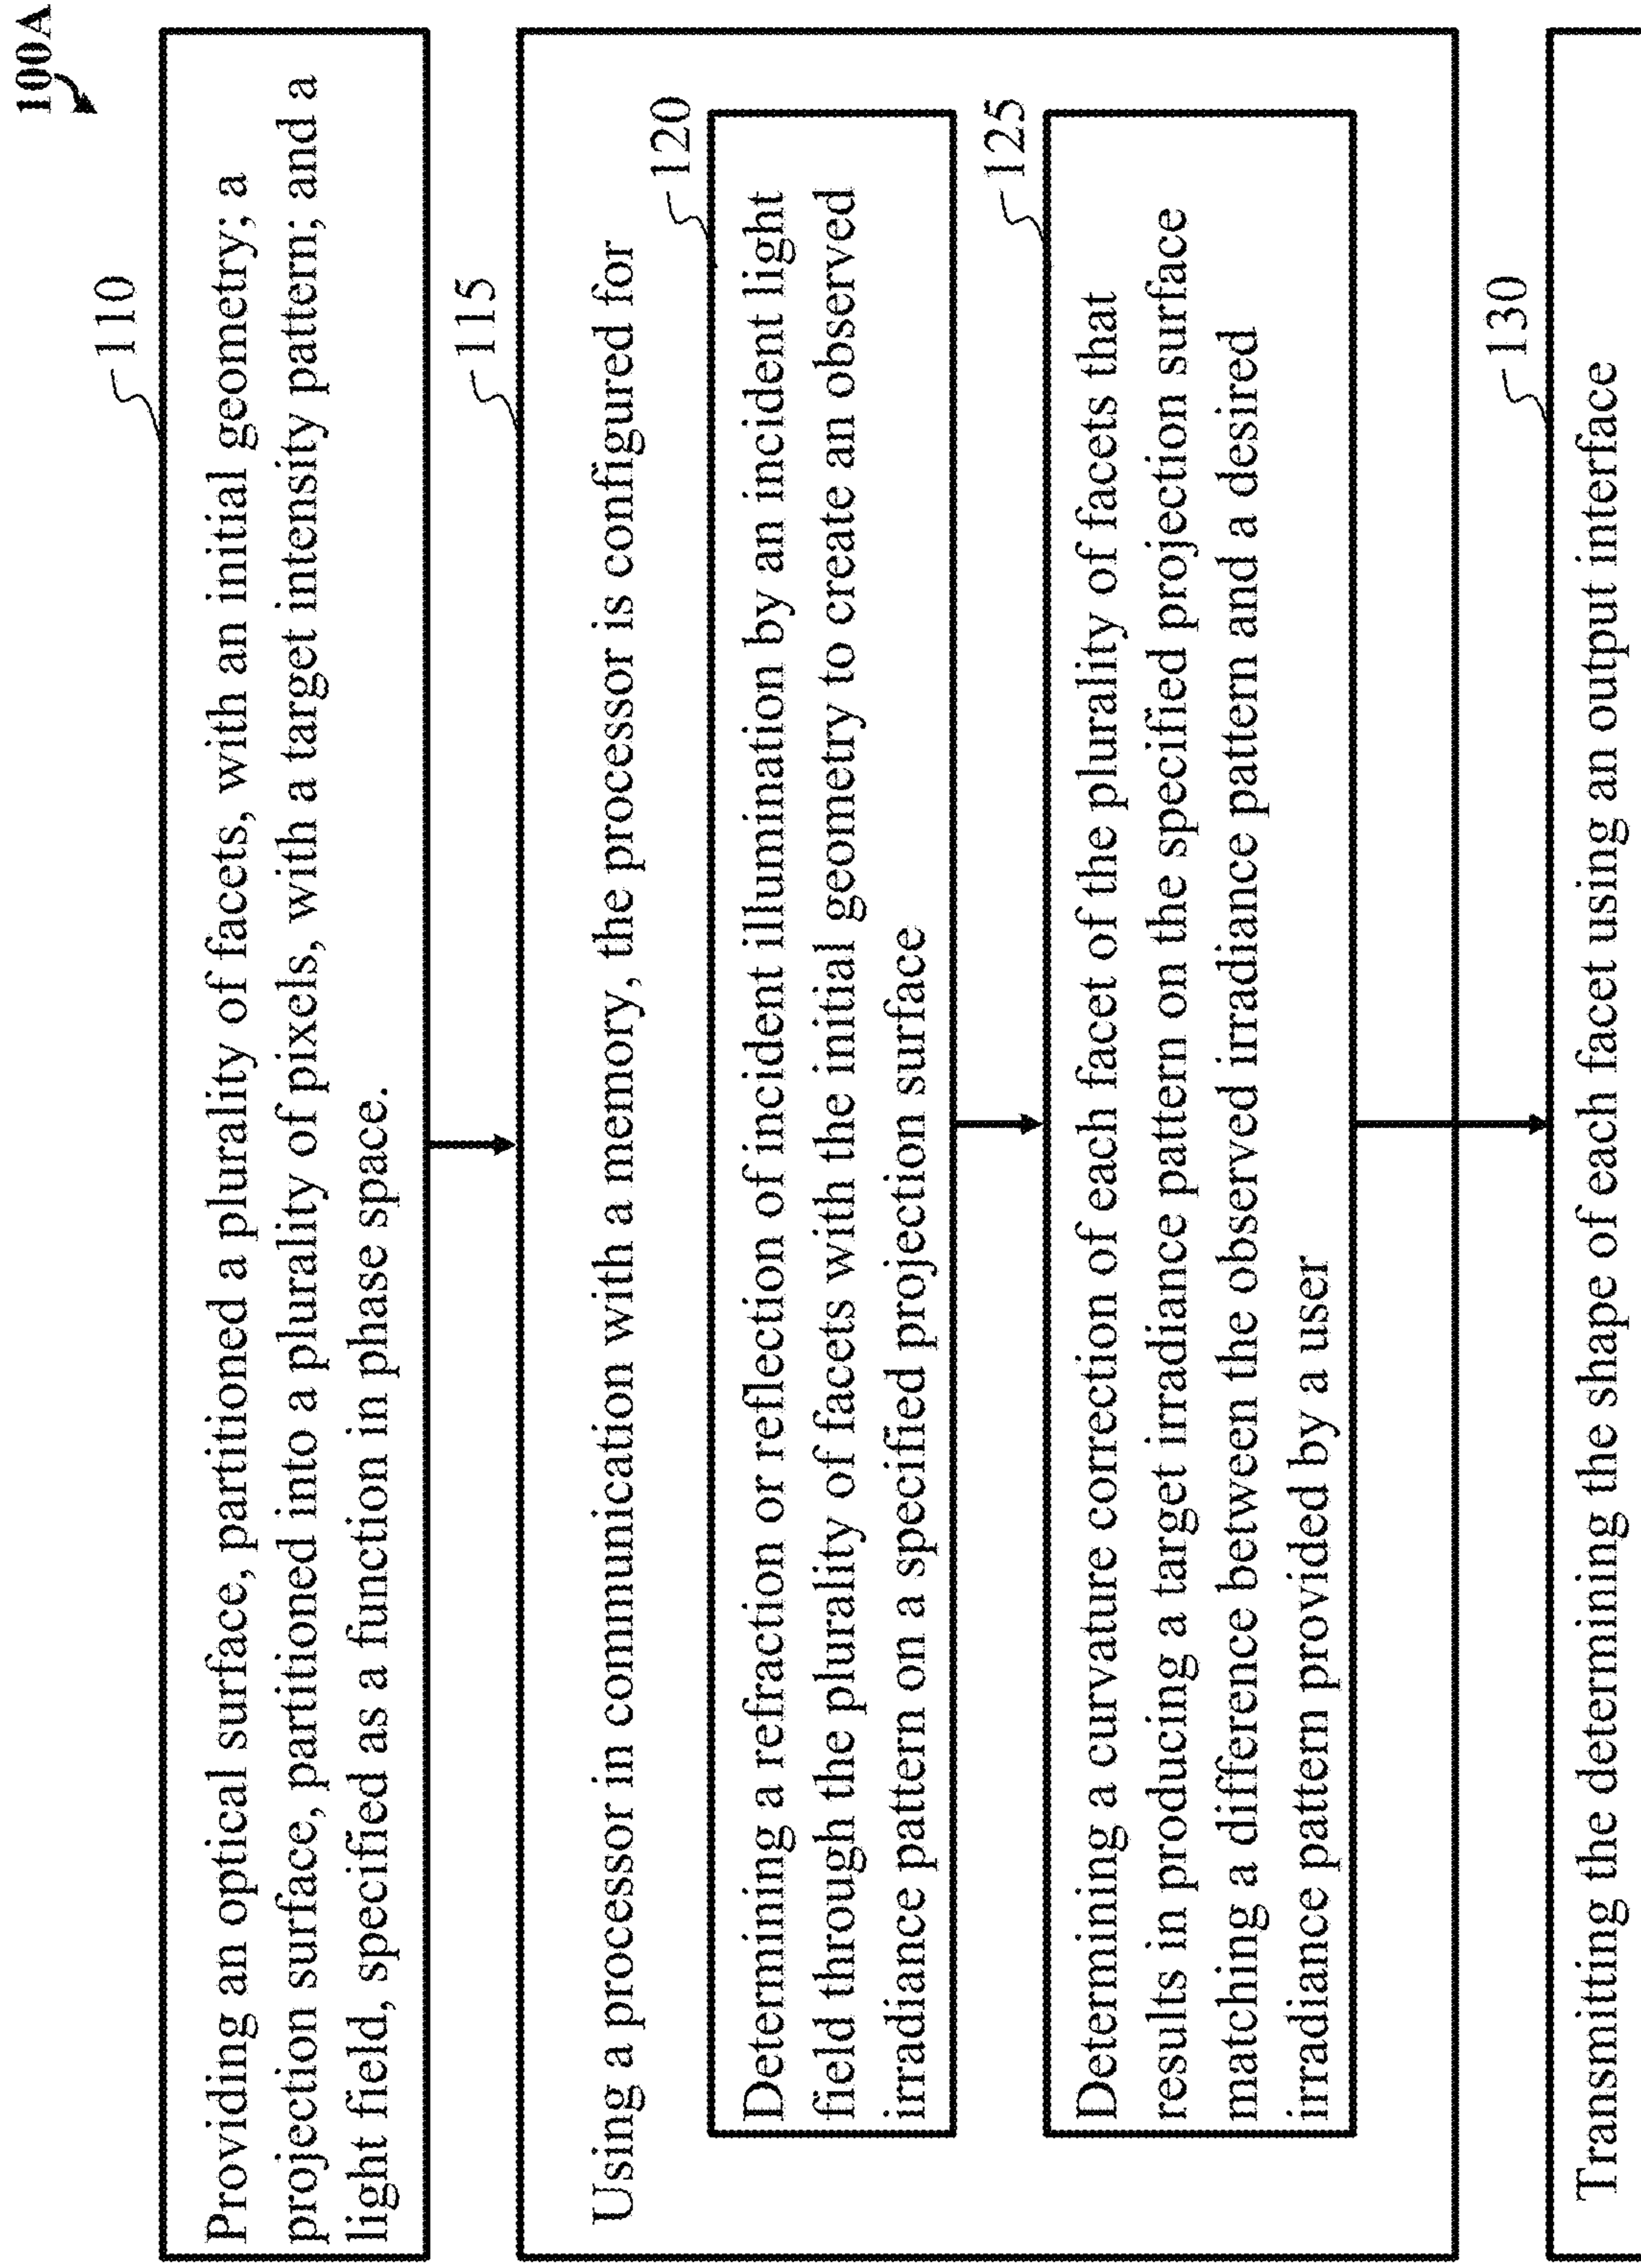 100A
110
Providing an optical surface, partitioned a plurality of facets, with an initial geometry; a
projection surface, partitioned into a plurality of pixels, with a target intensity pattern; and a
light field, specified as a function in phase space.
115
Using a processor in communication with a memory, the processor is configured for
120
Determining a refraction or reflection of incident illumination by an incident light
field through the plurality of facets with the initial geometry to create an observed
irradiance pattern on a specified projection surface
125
Determining a curvature correction of each facet of the plurality of facets that
results in producing a target irradiance pattern on the specified projection surface
matching a difference between the observed irradiance pattern and a desired
irradiance pattern provided by a user
130
Transmitting the determining the shape of each facet using an output interface